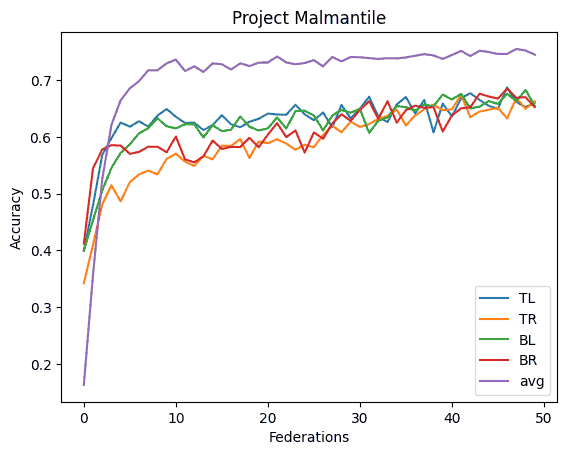 Project Malmantile
Accuracy
0.7
0.6
0.5
0.4
0.3
0.2
TL
TR
BL
BR
avg
0 10 20 30 40 50
Federations